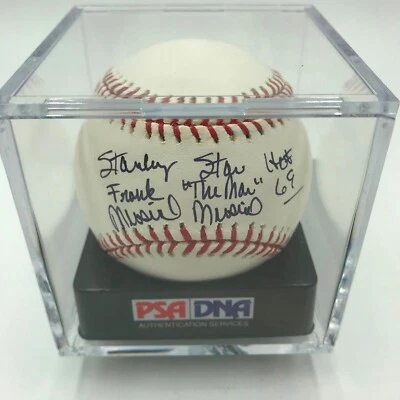 Stanley Stan HOF
Frank "The Man" 69
Musial Musial
PSA DNA
AUTHENTICATION SERVICES